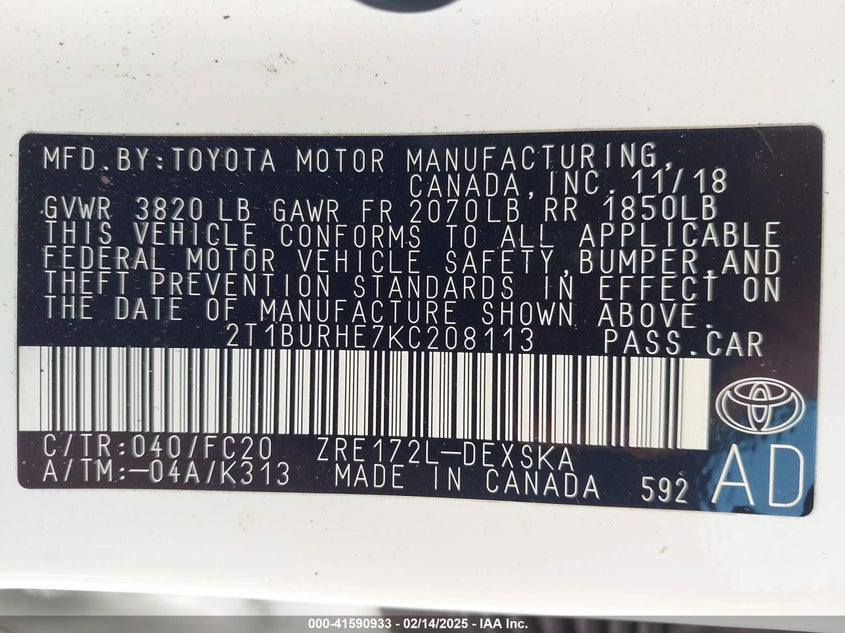 MFD.BY:TOYOTA MOTOR MANUFACTURING,
CANADA,INC. 11/18
GVWR 3820LB GAWR FR 2070LB RR 1850LB
THIS VEHICLE CONFORMS TO ALL APPLICABLE
FEDERAL MOTOR VEHICLE SAFETY,BUMPER,AND
THEFT PREVENTION STANDARDS IN EFFECT ON
THE DATE OF MANUFACTURE SHOWN ABOVE.
2T1BURHE7KC208113 PASS.CAR
C/TR:040/FC20 ZRE172L-DEXSKA
A/TM:-04A/K313 MADE IN CANADA 592 AD
000-41590933 - 02/14/2025 - IAA Inc.